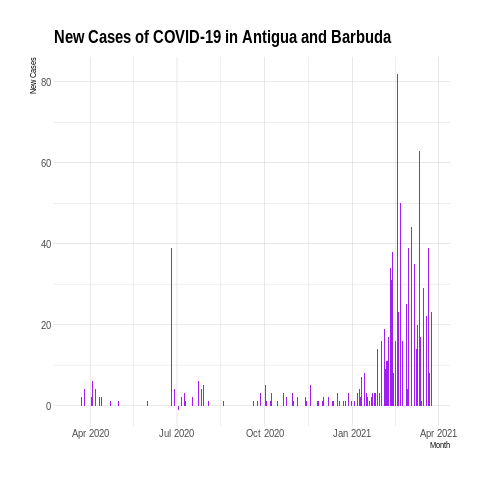 New Cases of COVID-19 in Antigua and Barbuda
New Cases
80
60
40
20
0
Apr 2020 Jul 2020 Oct 2020 Jan 2021 Apr 2021
Month